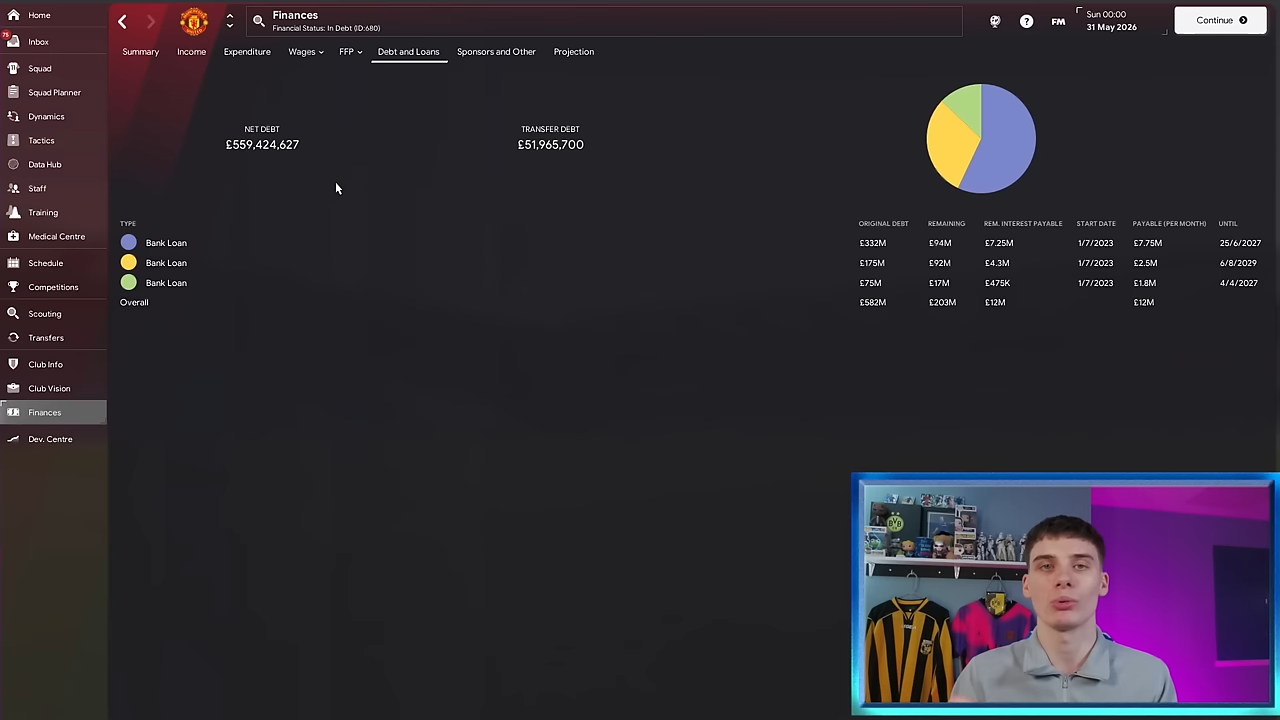 Home
Finances
Financial Status: In Debt (ID:680)
FM
Sun 00:00
31 May 2026
Continue
75
Inbox
Summary
Income
Expenditure
Wages
FFP
Debt and Loans
Sponsors and Other
Projection
Squad
Squad Planner
Dynamics
Tactics
Data Hub
Staff
Training
Medical Centre
Schedule
Competitions
Scouting
Transfers
Club Info
Club Vision
Finances
Dev. Centre
NET DEBT
£559,424,627
TRANSFER DEBT
£51,965,700
TYPE ORIGINAL DEBT REMAINING REM. INTEREST PAYABLE START DATE PAYABLE (PER MONTH) UNTIL
Bank Loan £332M £94M £7.25M 1/7/2023 £7.75M 25/6/2027
Bank Loan £175M £92M £4.3M 1/7/2023 £2.5M 6/8/2029
Bank Loan £75M £17M £475K 1/7/2023 £1.8M 4/4/2027
Overall £582M £203M £12M £12M
BVB